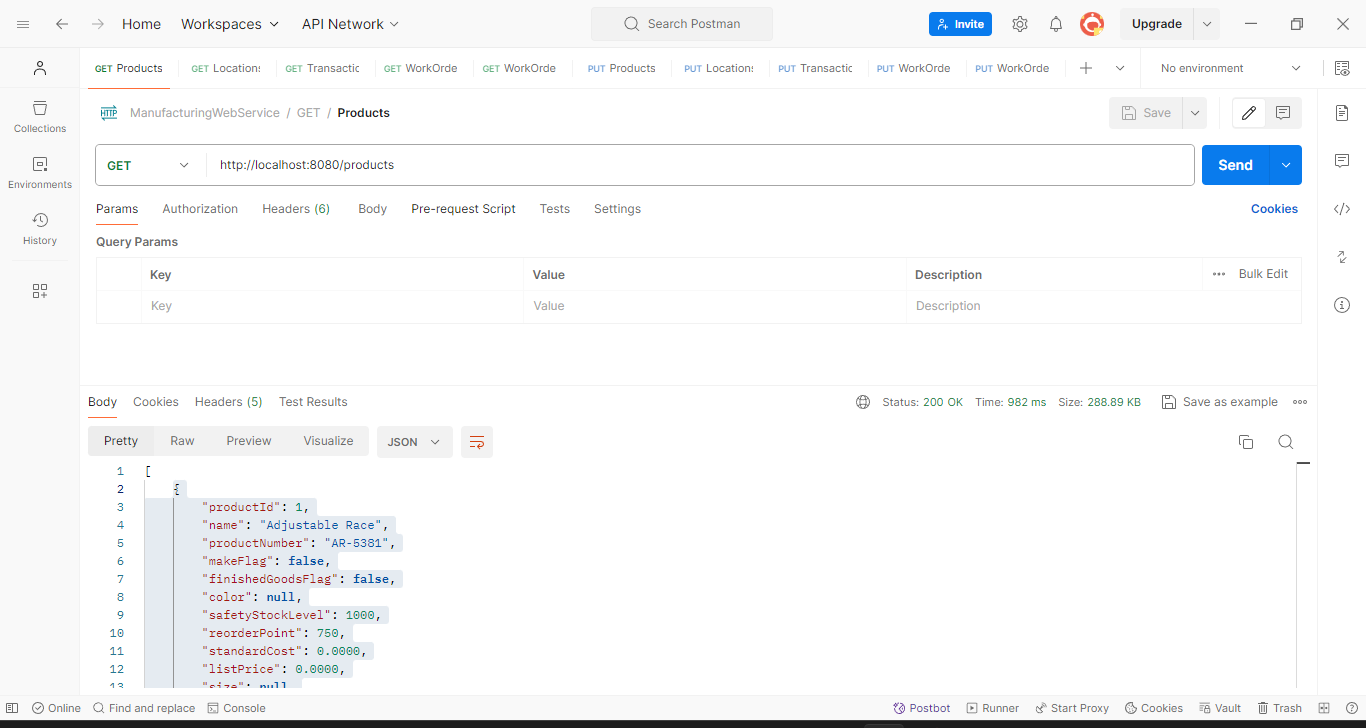 Home Workspaces API Network Search Postman Invite Upgrade
GET Products GET Locations GET Transactic GET WorkOrde GET WorkOrde PUT Products PUT Locations PUT Transactic PUT WorkOrde PUT WorkOrde No environment
HTTP ManufacturingWebService / GET / Products Save
Collections
Environments
History
GET http://localhost:8080/products Send
Params Authorization Headers (6) Body Pre-request Script Tests Settings Cookies
Query Params
Key Value Description Bulk Edit
Key Value Description
Body Cookies Headers (5) Test Results Status: 200 OK Time: 982 ms Size: 288.89 KB Save as example
Pretty Raw Preview Visualize JSON
1 [
2 {
3 "productId": 1,
4 "name": "Adjustable Race",
5 "productNumber": "AR-5381",
6 "makeFlag": false,
7 "finishedGoodsFlag": false,
8 "color": null,
9 "safetyStockLevel": 1000,
10 "reorderPoint": 750,
11 "standardCost": 0.0000,
12 "listPrice": 0.0000,
13 "size": null
Online Find and replace Console Postbot Runner Start Proxy Cookies Vault Trash